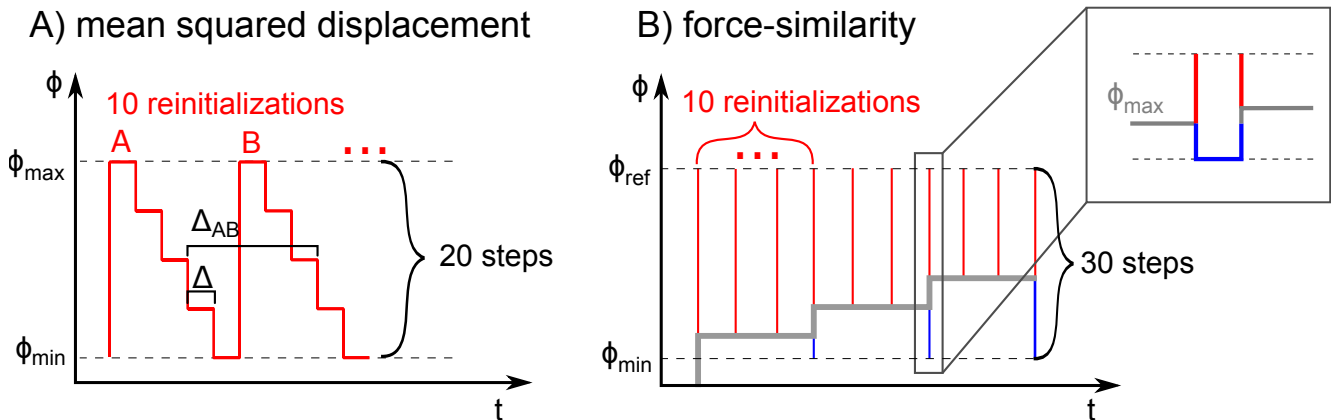 A) mean squared displacement
ϕ
10 reinitializations
A
B
...
ϕmax
ΔAB
Δ
20 steps
ϕmin
t
B) force-similarity
ϕ
10 reinitializations
...
ϕref
30 steps
ϕmin
t
ϕmax